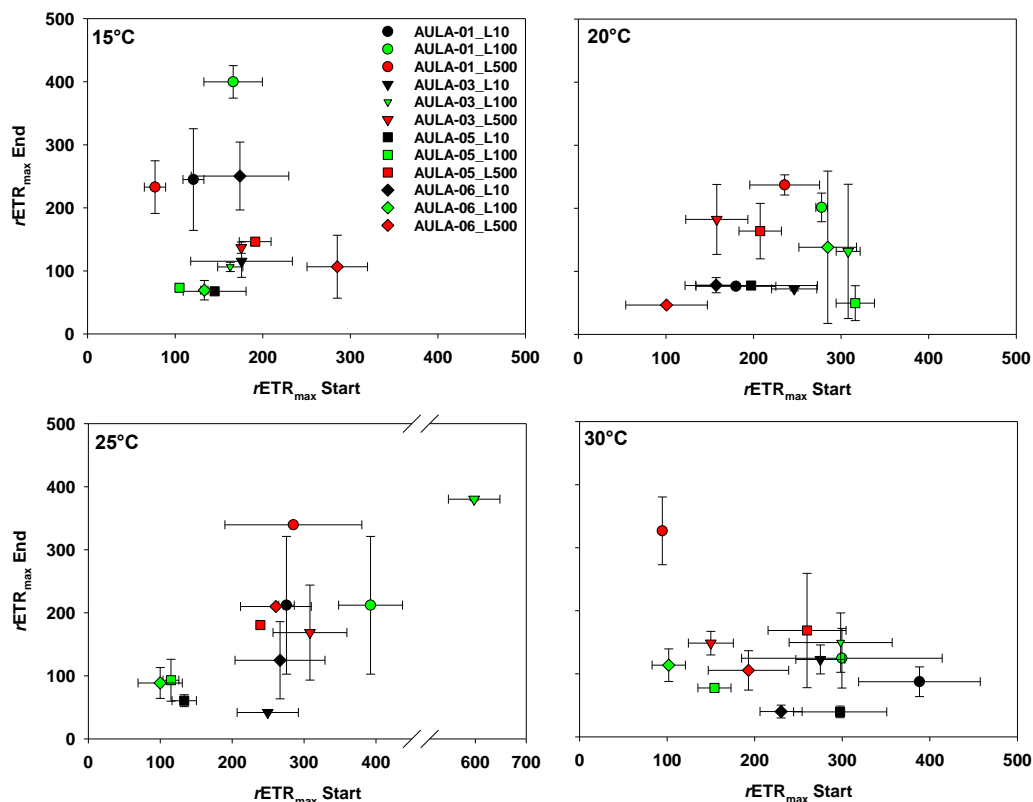 15°C
500
400
300
200
100
0
rETRmax End
0 100 200 300 400 500
rETRmax Start
AULA-01_L10
AULA-01_L100
AULA-01_L500
AULA-03_L10
AULA-03_L100
AULA-03_L500
AULA-05_L10
AULA-05_L100
AULA-05_L500
AULA-06_L10
AULA-06_L100
AULA-06_L500
20°C
0 100 200 300 400 500
rETRmax Start
25°C
500
400
300
200
100
0
rETRmax End
0 100 200 300 400 600 700
rETRmax Start
30°C
0 100 200 300 400 500
rETRmax Start